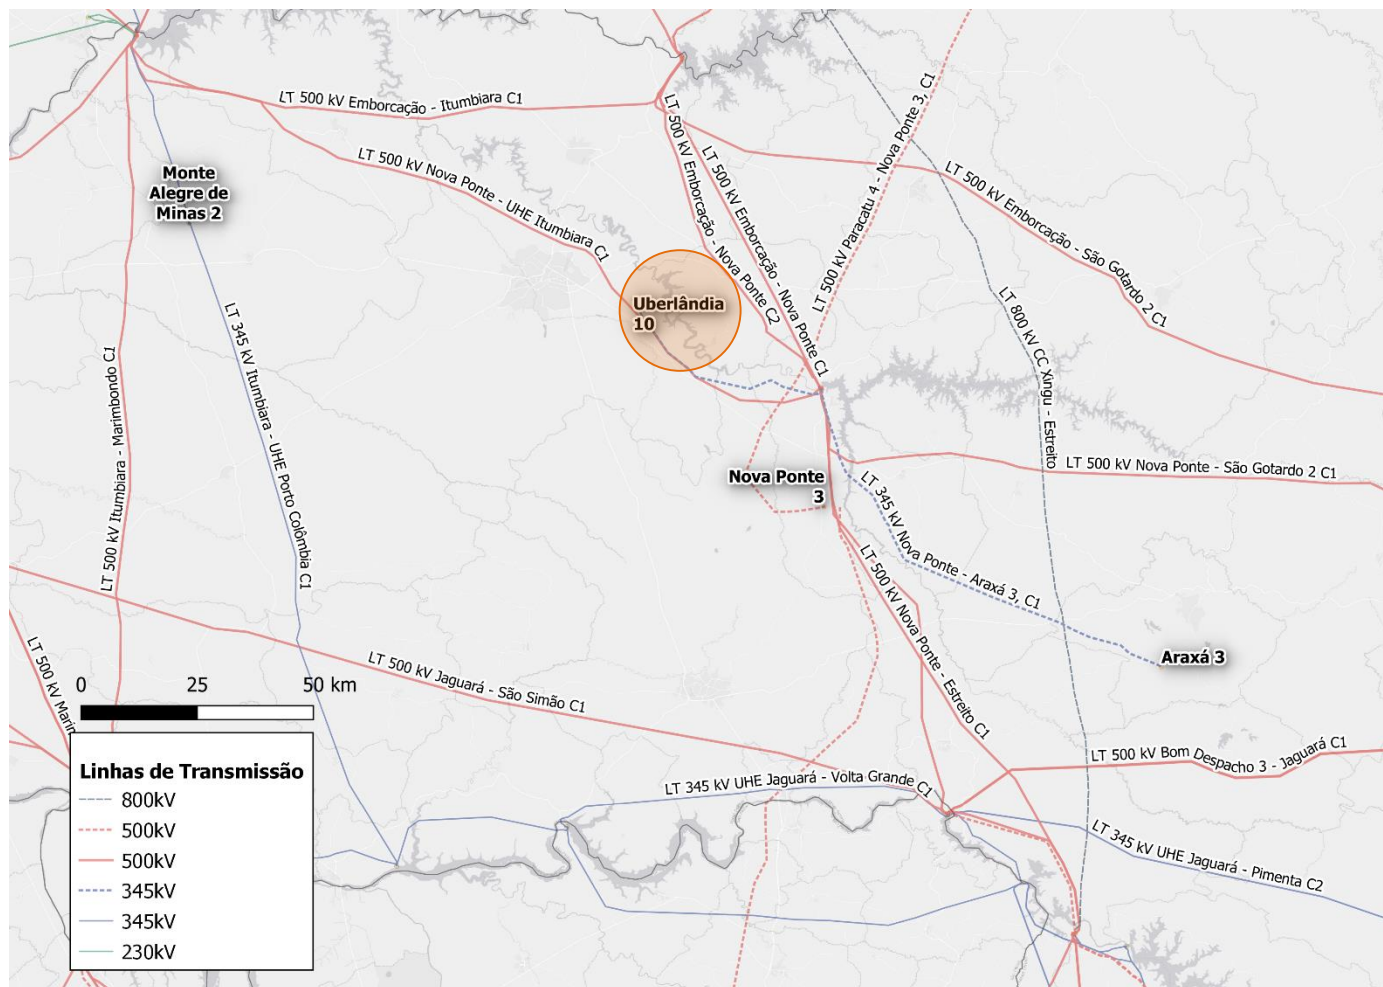 LT 500 kV Emborcação - Itumbiara C1
LT 500 kV Paracatu 4 - Nova Ponte 3, C1
LT 500 kV Nova Ponte - UHE Itumbiara C1
LT 500 kV Emborcação - Nova Ponte C2
LT 500 kV Emborcação - Nova Ponte C1
LT 500 kV Emborcação - São Gotardo 2 C1
Monte
Alegre de
Minas 2
Uberlândia
10
LT 800 kV CC Xingu - Estreito
LT 345 kV Itumbiara - UHE Porto Colômbia C1
LT 500 kV Itumbiara - Marimbondo C1
LT 500 kV Nova Ponte - São Gotardo 2 C1
Nova Ponte
3
LT 345 kV Nova Ponte - Araxá 3, C1
LT 500 kV Nova Ponte - Estreito C1
Araxá 3
LT 500 kV Jaguará - São Simão C1
LT 500 kV Marin
0 25 50 km
LT 500 kV Bom Despacho 3 - Jaguará C1
LT 345 kV UHE Jaguará - Volta Grande C1
LT 345 kV UHE Jaguará - Pimenta C2
Linhas de Transmissão
800kV
500kV
500kV
345kV
345kV
230kV